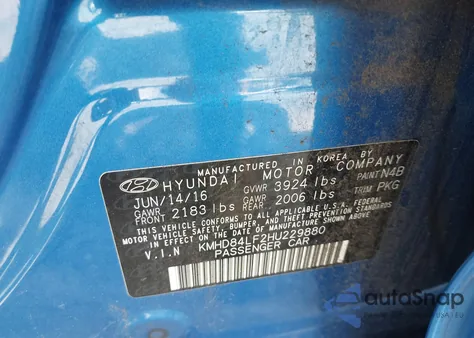 MANUFACTURED IN KOREA BY
HYUNDAI MOTOR COMPANY
JUN/14/16 GVWR 3924 lbs PAINT N4B
GAWR FRONT 2183 lbs GAWR REAR 2006 lbs TRIM PKG
THIS VEHICLE CONFORMS TO ALL U.S.A. FEDERAL
MOTOR VEHICLE SAFETY, BUMPER AND THEFT PREVENTION STANDARDS
IN EFFECT ON THE DATE OF MANUFACTURE SHOWN ABOVE.
V.I.N KMHD84LF2HU229880
PASSENGER CAR
autoSnap